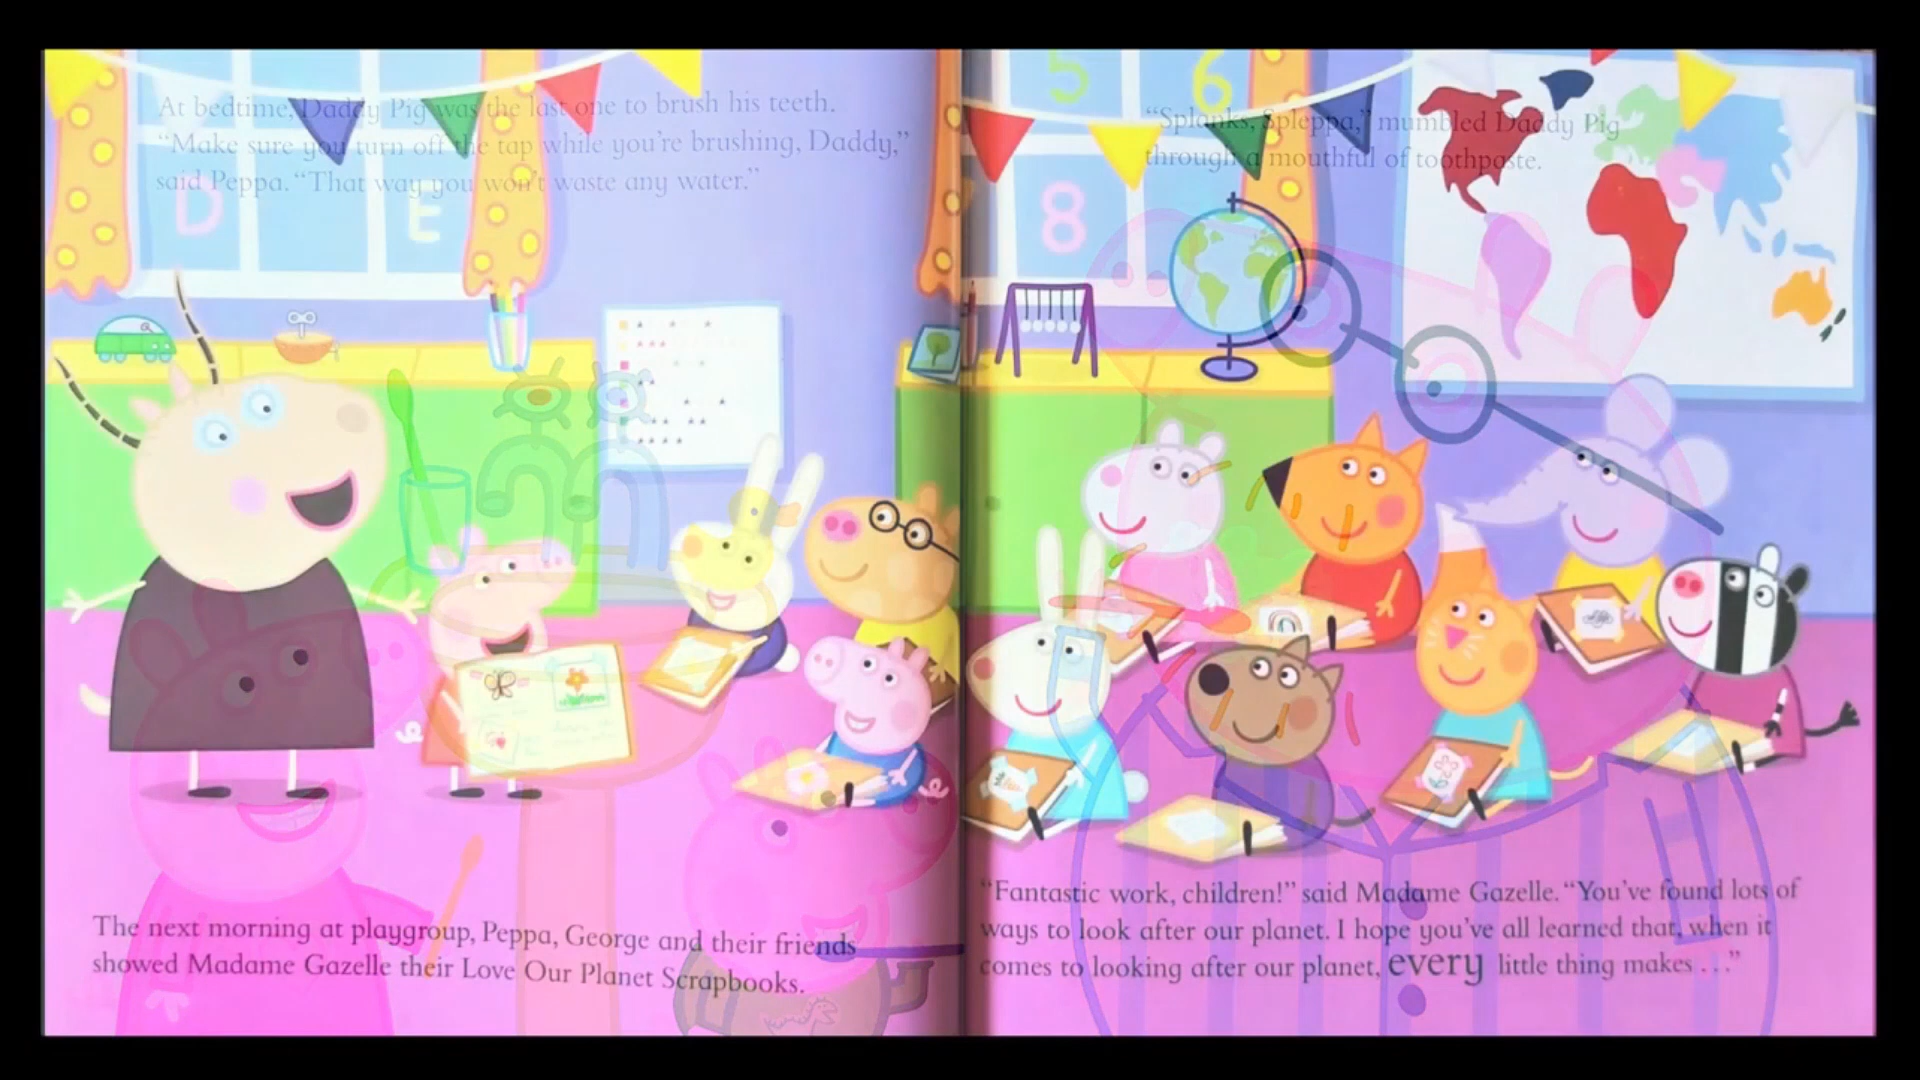 At bedtime, Daddy Pig was the last one to brush his teeth.
“Make sure you turn off the tap while you’re brushing, Daddy,”
said Peppa. “That way you won’t waste any water.”
“Splanks, Spleppa,” mumbled Daddy Pig
through a mouthful of toothpaste.
D E
5 6
8
The next morning at playgroup, Peppa, George and their friends
showed Madame Gazelle their Love Our Planet Scrapbooks.
“Fantastic work, children!” said Madame Gazelle. “You’ve found lots of
ways to look after our planet. I hope you’ve all learned that, when it
comes to looking after our planet, every little thing makes . . .”